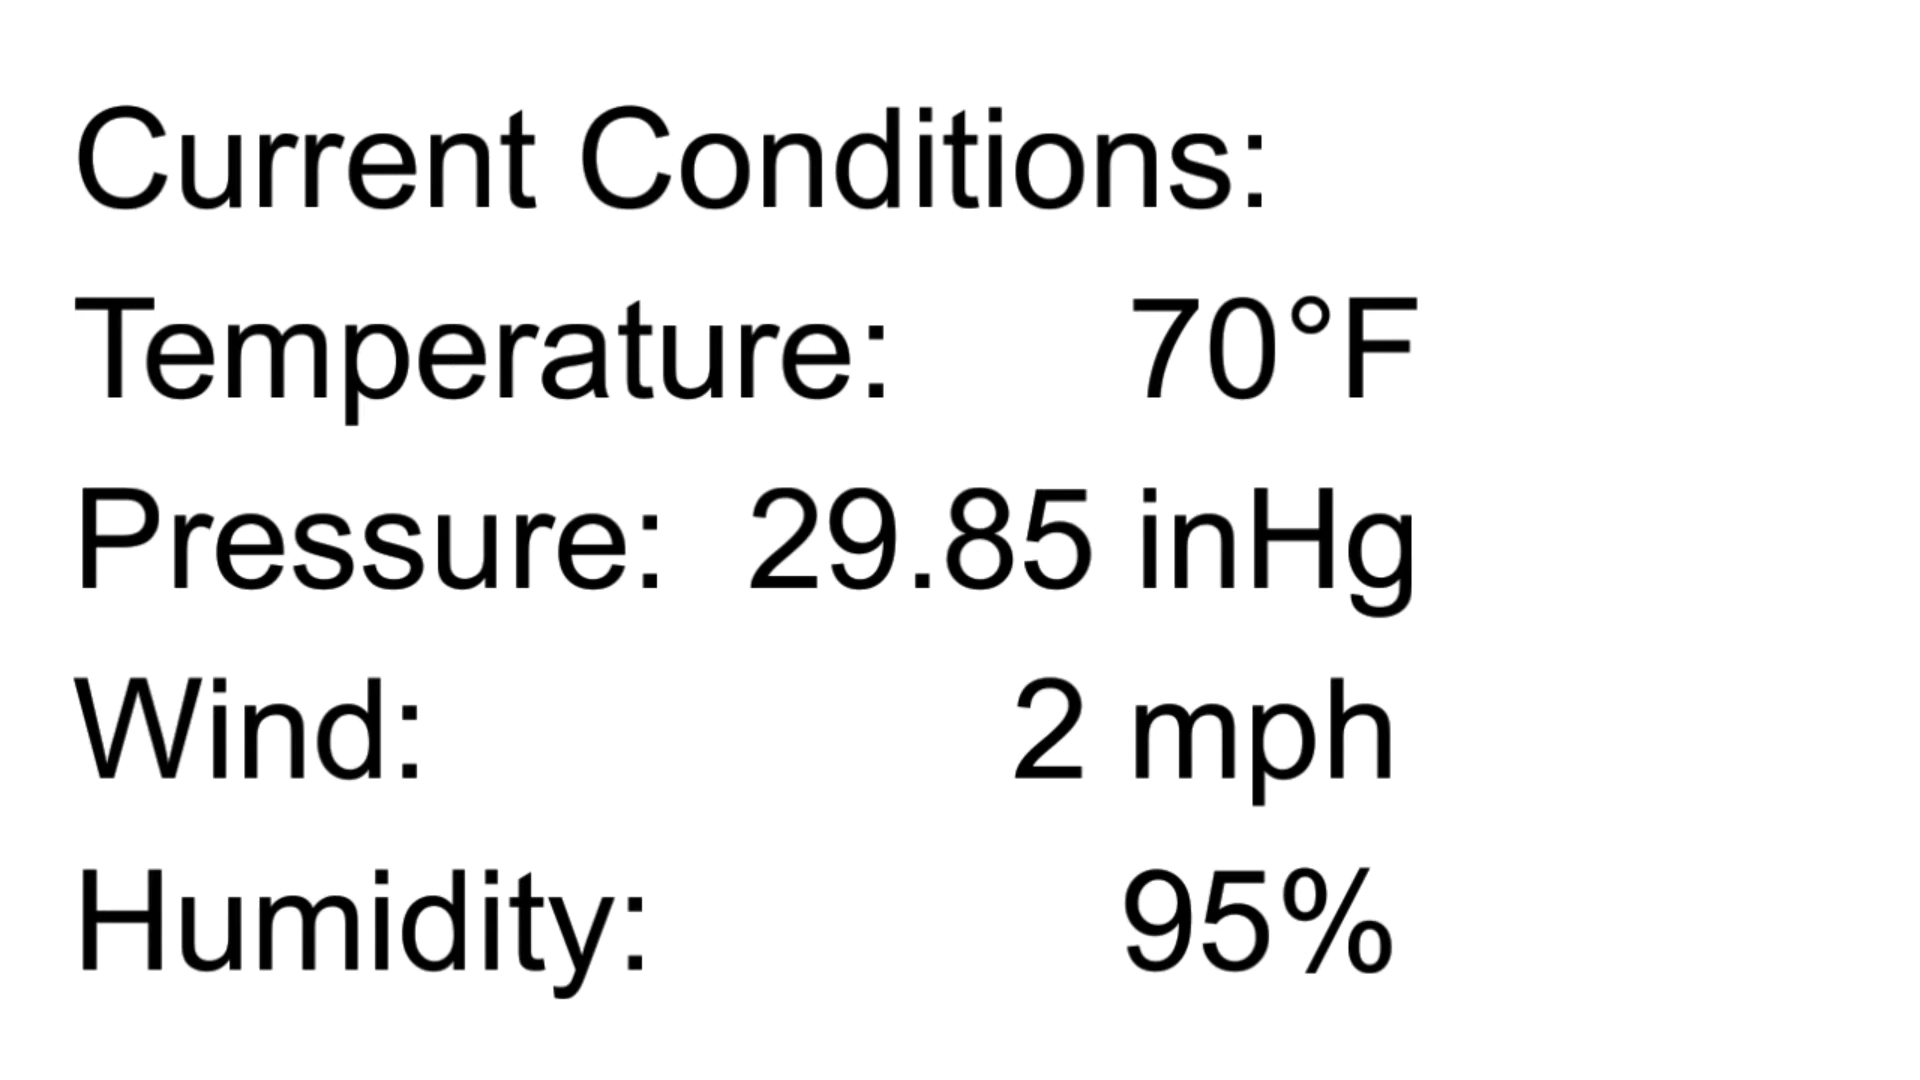 Current Conditions:
Temperature: 70°F
Pressure: 29.85 inHg
Wind: 2 mph
Humidity: 95%